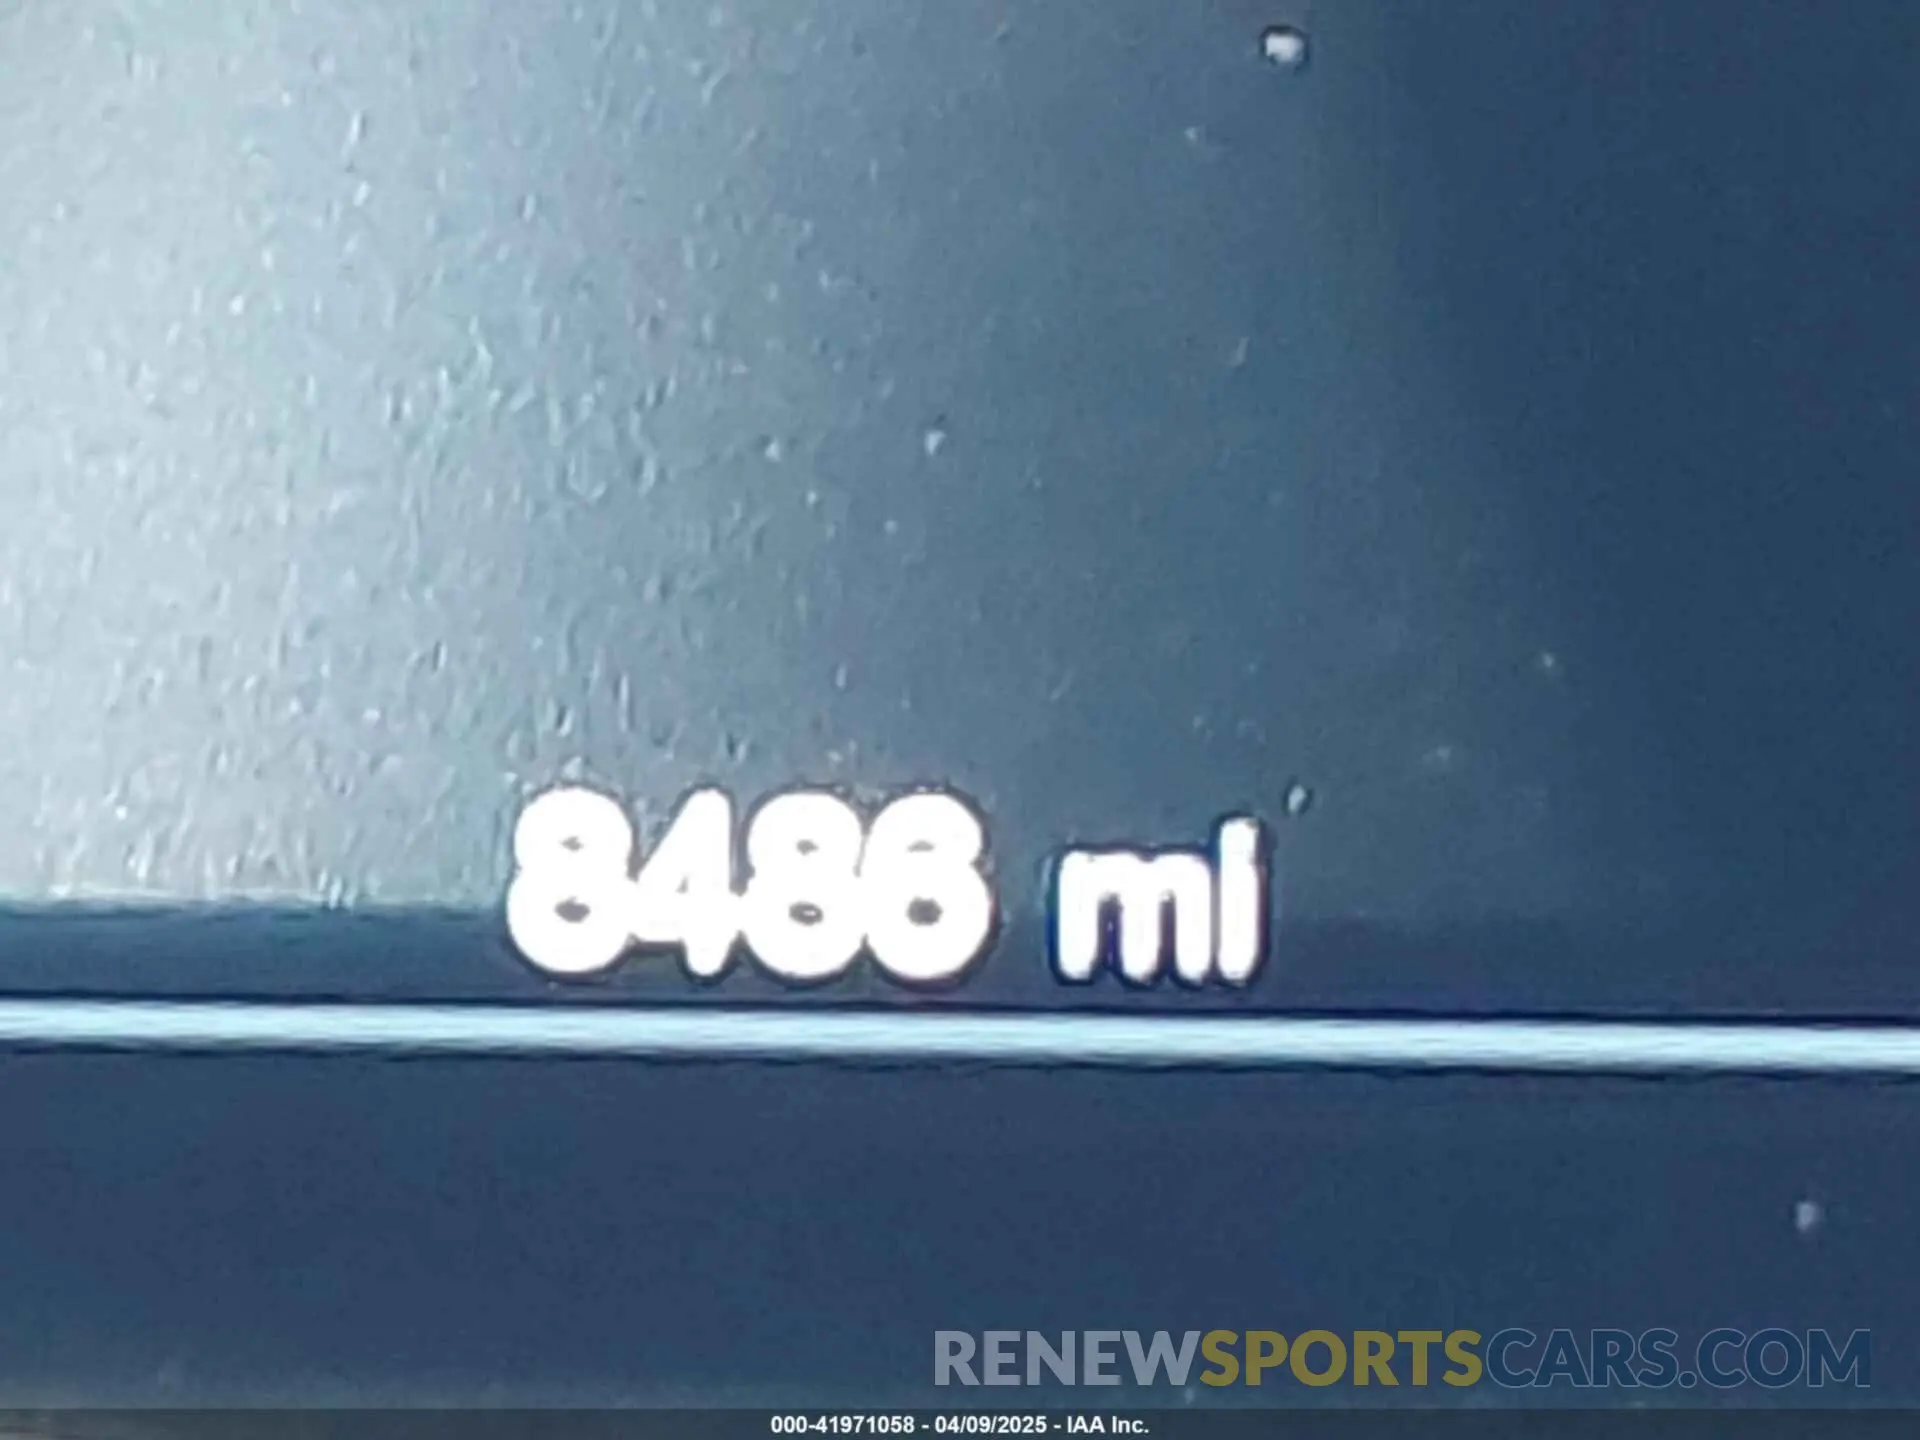 8486 mi
RENEWSPORTSCARS.COM
000-41971058 - 04/09/2025 - IAA Inc.